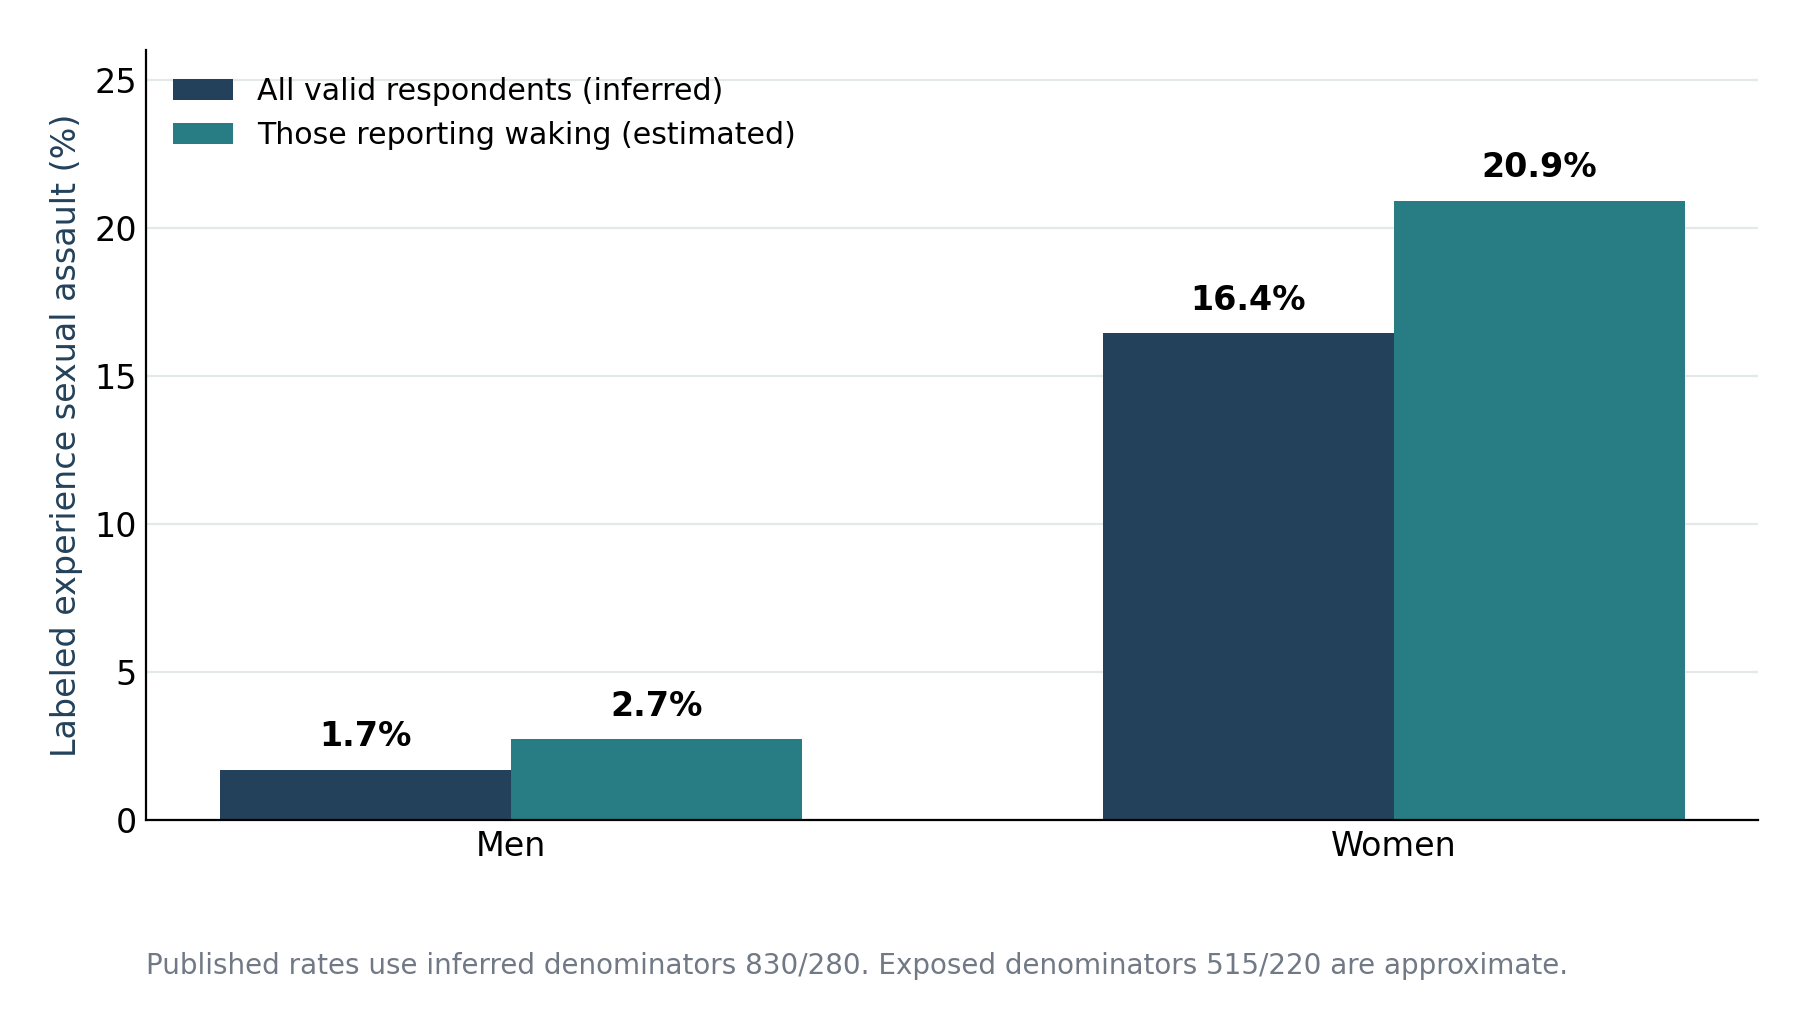 Labeled experience sexual assault (%)
25
20
15
10
5
0
All valid respondents (inferred)
Those reporting waking (estimated)
1.7%
2.7%
16.4%
20.9%
Men
Women
Published rates use inferred denominators 830/280. Exposed denominators 515/220 are approximate.